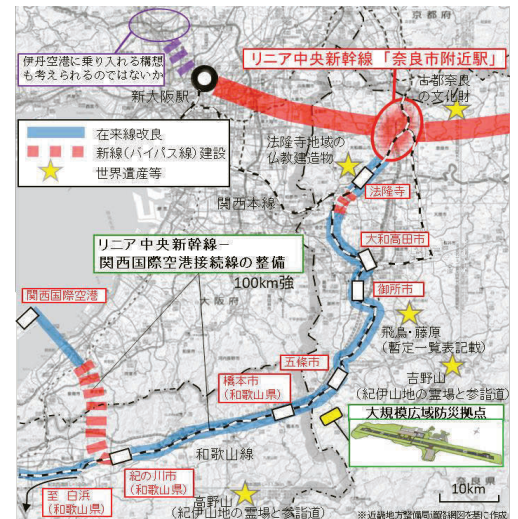 京都府
伊丹空港に乗り入れる構想
も考えられるのではないか
リニア中央新幹線「奈良市附近駅」
新大阪駅
古都奈良
の文化財
在来線改良
新線(バイパス線)建設
世界遺産等
法隆寺地域の
仏教建造物
法隆寺
関西本線
大和高田市
リニア中央新幹線－
関西国際空港接続線の整備
100km強
関西国際空港
大阪府
御所市
飛鳥・藤原
(暫定一覧表記載)
五條市
橋本市
(和歌山県)
吉野山
(紀伊山地の霊場と参詣道)
大規模広域防災拠点
和歌山線
紀の川市
(和歌山県)
至 白浜
(和歌山県)
高野山
(紀伊山地の霊場と参詣道)
奈良県
10km
※近畿地方整備局道路網図を基に作成